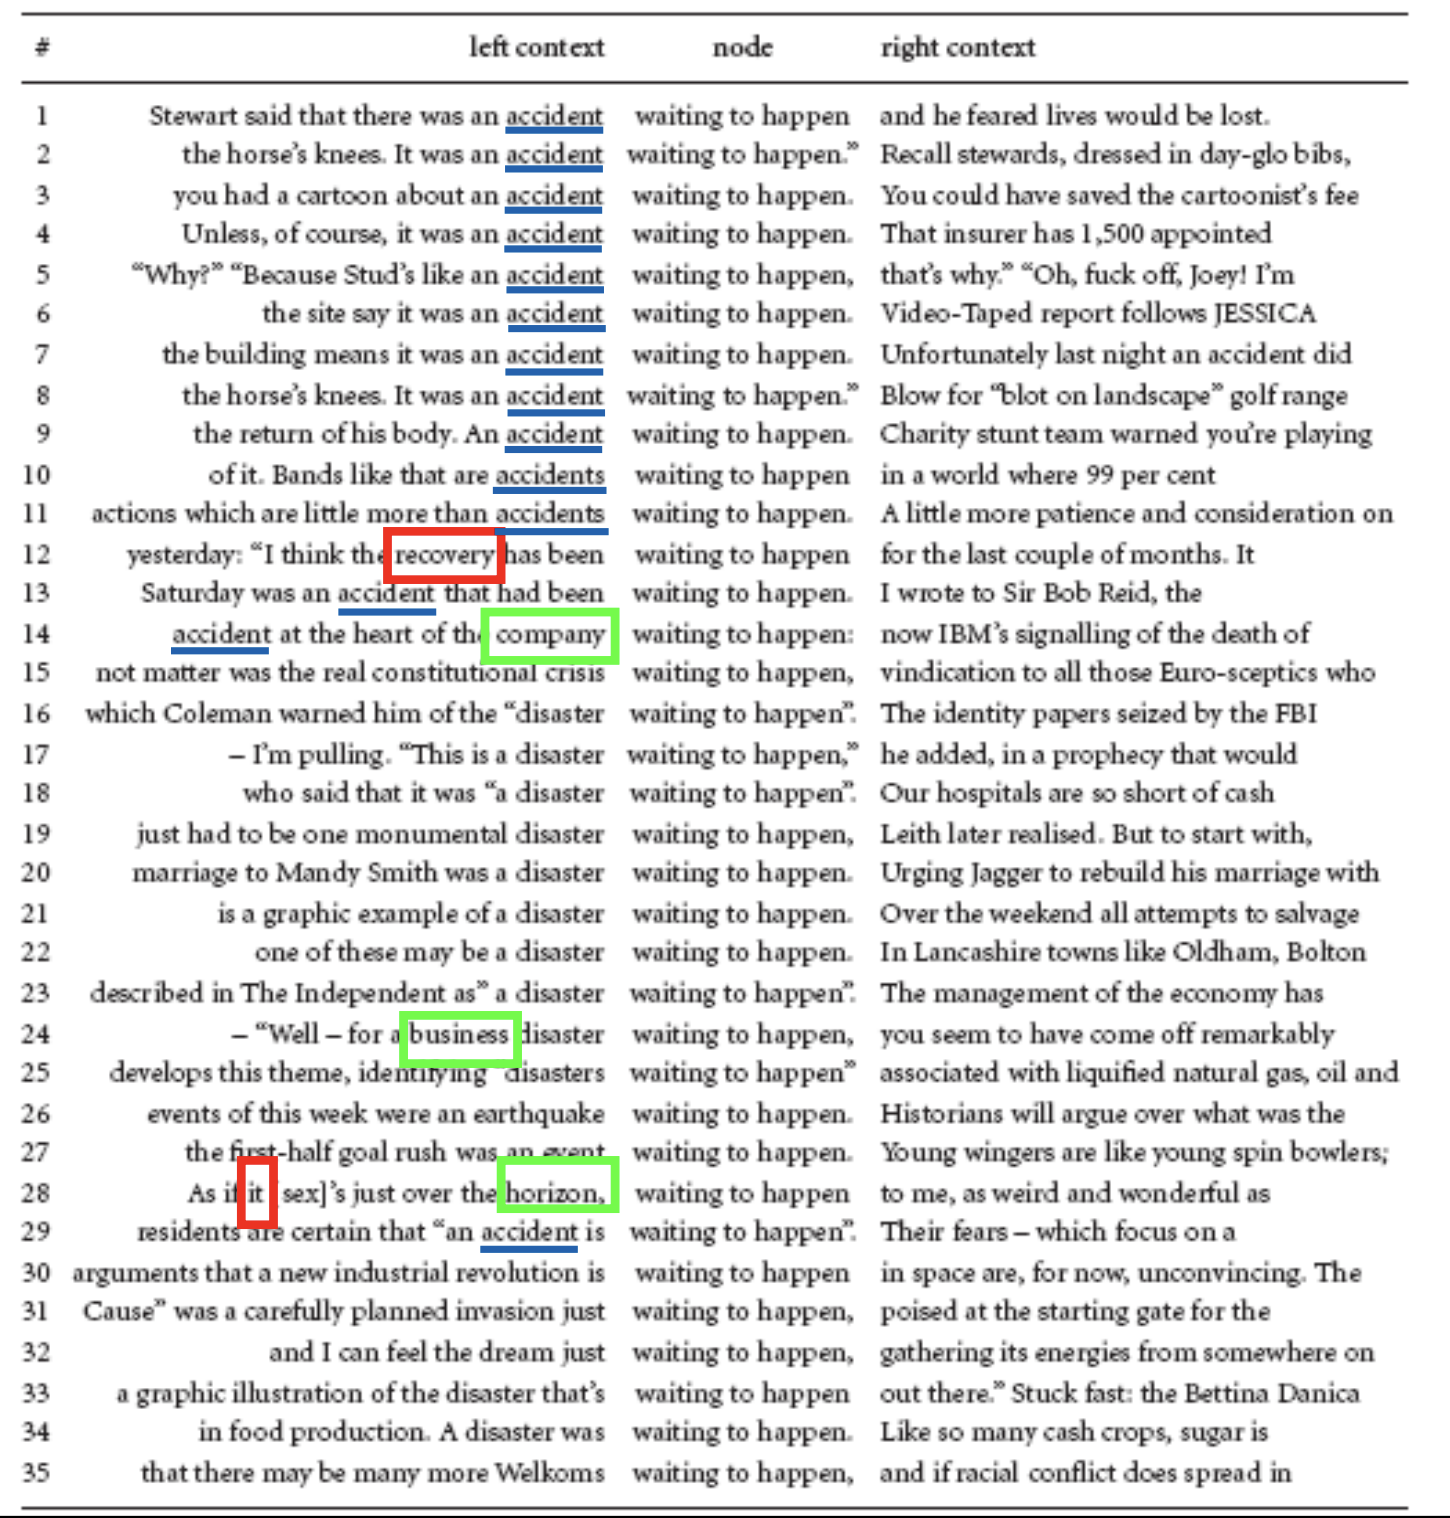 # left context node right context
1 Stewart said that there was an accident waiting to happen and he feared lives would be lost.
2 the horse's knees. It was an accident waiting to happen.” Recall stewards, dressed in day-glo bibs,
3 you had a cartoon about an accident waiting to happen. You could have saved the cartoonist's fee
4 Unless, of course, it was an accident waiting to happen. That insurer has 1,500 appointed
5 “Why?” “Because Stud's like an accident waiting to happen, that's why.” “Oh, fuck off, Joey! I'm
6 the site say it was an accident waiting to happen. Video-Taped report follows JESSICA
7 the building means it was an accident waiting to happen. Unfortunately last night an accident did
8 the horse's knees. It was an accident waiting to happen.” Blow for “blot on landscape” golf range
9 the return of his body. An accident waiting to happen. Charity stunt team warned you're playing
10 of it. Bands like that are accidents waiting to happen in a world where 99 per cent
11 actions which are little more than accidents waiting to happen. A little more patience and consideration on
12 yesterday: “I think the recovery has been waiting to happen for the last couple of months. It
13 Saturday was an accident that had been waiting to happen. I wrote to Sir Bob Reid, the
14 accident at the heart of the company waiting to happen: now IBM's signalling of the death of
15 not matter was the real constitutional crisis waiting to happen, vindication to all those Euro-sceptics who
16 which Coleman warned him of the “disaster waiting to happen”. The identity papers seized by the FBI
17 – I'm pulling. “This is a disaster waiting to happen,” he added, in a prophecy that would
18 who said that it was “a disaster waiting to happen”. Our hospitals are so short of cash
19 just had to be one monumental disaster waiting to happen, Leith later realised. But to start with,
20 marriage to Mandy Smith was a disaster waiting to happen. Urging Jagger to rebuild his marriage with
21 is a graphic example of a disaster waiting to happen. Over the weekend all attempts to salvage
22 one of these may be a disaster waiting to happen. In Lancashire towns like Oldham, Bolton
23 described in The Independent as” a disaster waiting to happen”. The management of the economy has
24 – “Well – for a business disaster waiting to happen, you seem to have come off remarkably
25 develops this theme, identifying “disasters waiting to happen” associated with liquified natural gas, oil and
26 events of this week were an earthquake waiting to happen. Historians will argue over what was the
27 the first-half goal rush was an event waiting to happen. Young wingers are like young spin bowlers;
28 As if it [sex]'s just over the horizon, waiting to happen to me, as weird and wonderful as
29 residents are certain that “an accident is waiting to happen”. Their fears – which focus on a
30 arguments that a new industrial revolution is waiting to happen in space are, for now, unconvincing. The
31 Cause” was a carefully planned invasion just waiting to happen, poised at the starting gate for the
32 and I can feel the dream just waiting to happen, gathering its energies from somewhere on
33 a graphic illustration of the disaster that's waiting to happen out there.” Stuck fast: the Bettina Danica
34 in food production. A disaster was waiting to happen. Like so many cash crops, sugar is
35 that there may be many more Welkoms waiting to happen, and if racial conflict does spread in